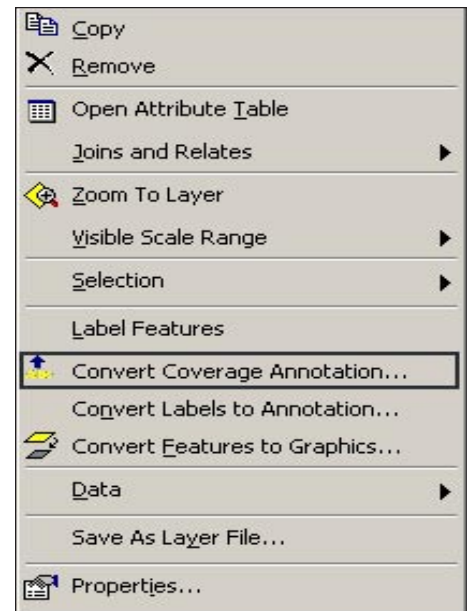 Copy
Remove
Open Attribute Table
Joins and Relates
Zoom To Layer
Visible Scale Range
Selection
Label Features
Convert Coverage Annotation...
Convert Labels to Annotation...
Convert Features to Graphics...
Data
Save As Layer File...
Properties...